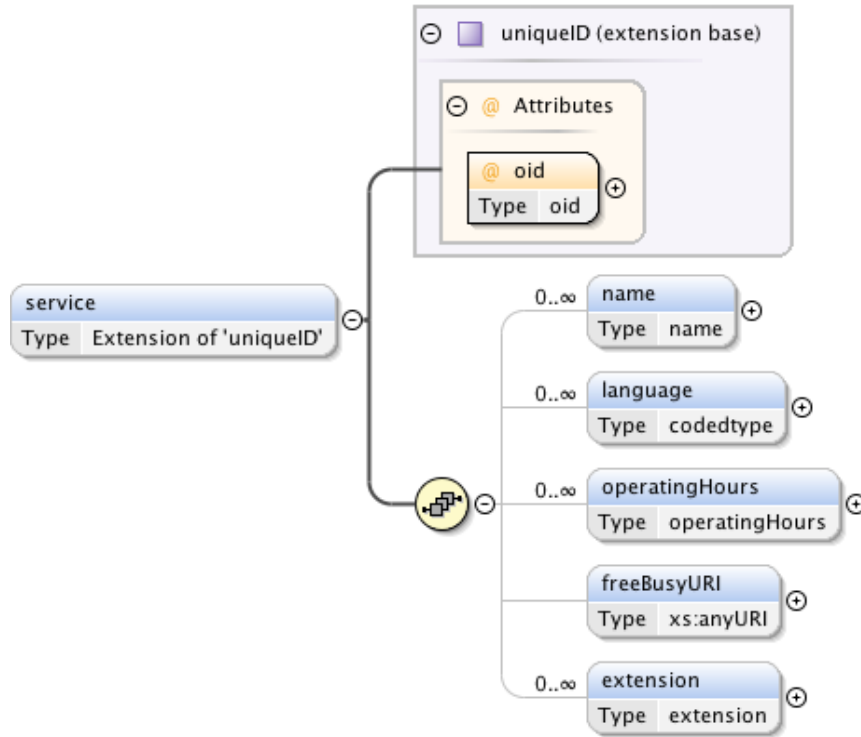 uniqueID (extension base)
@ Attributes
@ oid
Type oid
service
Type Extension of 'uniqueID'
0..∞ name
Type name
0..∞ language
Type codedtype
0..∞ operatingHours
Type operatingHours
freeBusyURI
Type xs:anyURI
0..∞ extension
Type extension